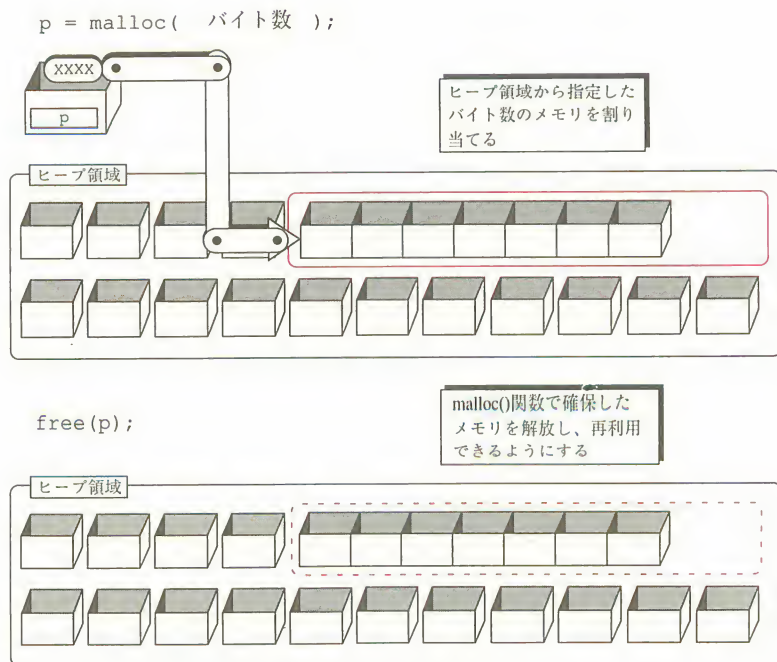 p = malloc( バイト数 );
xxxx
p
ヒープ領域から指定した
バイト数のメモリを割り
当てる
ヒープ領域
free(p);
malloc()関数で確保した
メモリを解放し、再利用
できるようにする
ヒープ領域